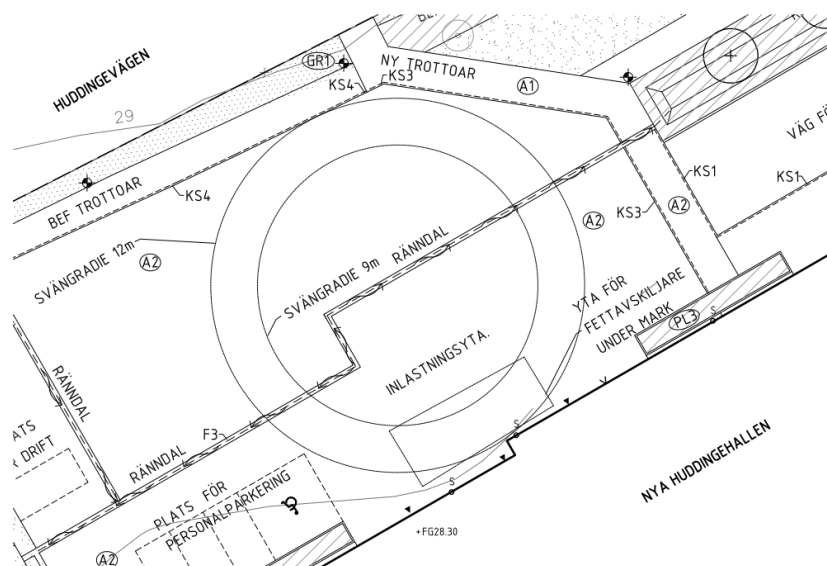 HUDDINGEVÄGEN
GR1
NY TROTTOAR
KS3
KS4
A1
29
VÄG
KS1
KS1
BEF TROTTOAR
KS4
A2
A2
KS3
SVÄNGRADIE 12m
A2
SVÄNGRADIE 9m
RÄNNDAL
YTA FÖR
FETTAVSKILJARE
UNDER MARK
PL3
S
INLASTNINGSYTA.
V
RÄNNDAL
DRIFT
F3
RÄNNDAL
S
S
NYA HUDDINGEHALLEN
PLATS FÖR
PERSONALPARKERING
A2
+FG28.30